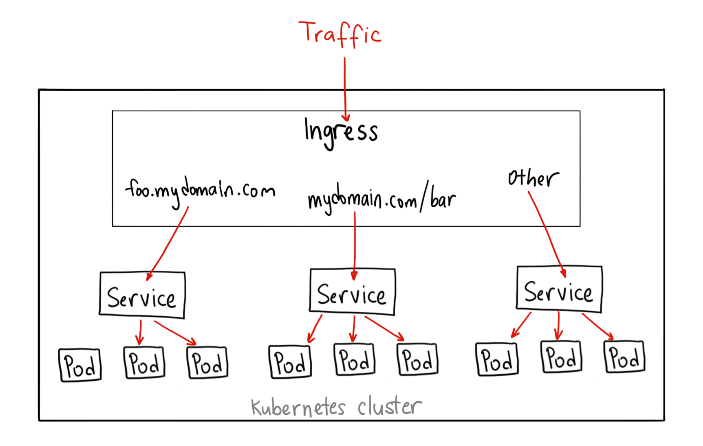 Traffic
Ingress
foo.mydomain.com
mydomain.com/bar
other
Service
Service
Service
Pod
Pod
Pod
Pod
Pod
Pod
Pod
Pod
Pod
Kubernetes cluster